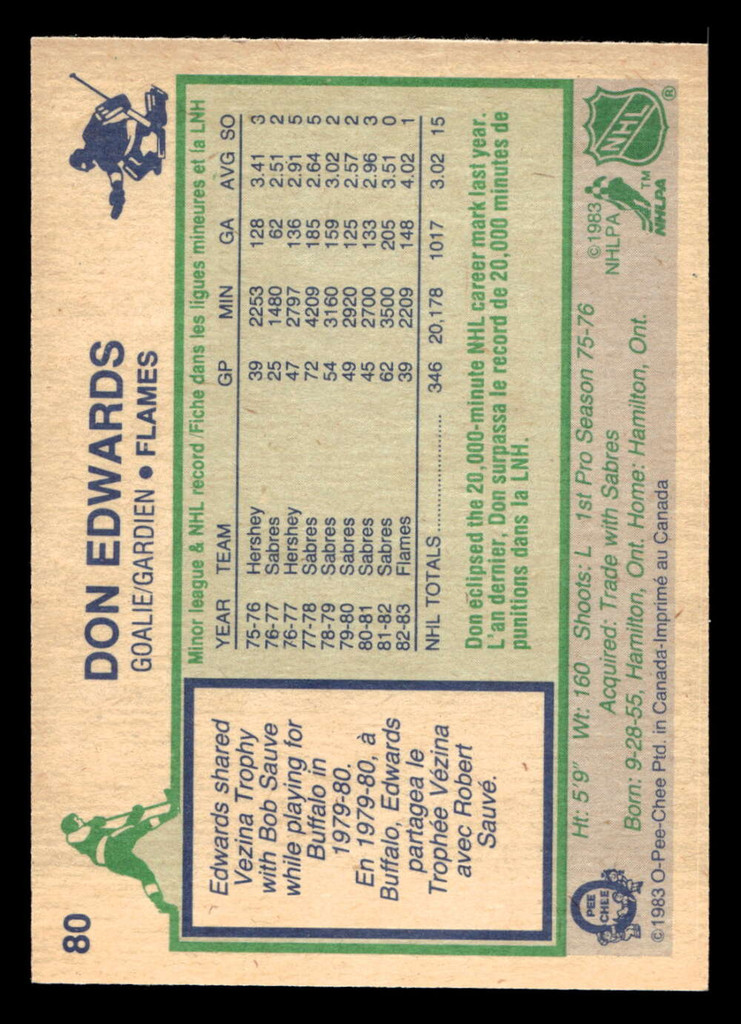 80
DON EDWARDS
GOALIE/GARDIEN • FLAMES
Edwards shared
Vezina Trophy
with Bob Sauve
while playing for
Buffalo in
1979-80.
En 1979-80, à
Buffalo, Edwards
partagea le
Trophée Vézina
avec Robert
Sauvé.
Minor league & NHL record/Fiche dans les ligues mineures et la LNH
YEAR TEAM GP MIN GA AVG SO
75-76 Hershey 39 2253 128 3.41 3
76-77 Sabres 25 1480 62 2.51 2
76-77 Hershey 47 2797 136 2.91 5
77-78 Sabres 72 4209 185 2.64 5
78-79 Sabres 54 3160 159 3.02 2
79-80 Sabres 49 2920 125 2.57 2
80-81 Sabres 45 2700 133 2.96 3
81-82 Sabres 62 3500 205 3.51 0
82-83 Flames 39 2209 148 4.02 1
NHL TOTALS.................... 346 20,178 1017 3.02 15
Don eclipsed the 20,000-minute NHL career mark last year.
L'an dernier, Don surpassa le record de 20,000 minutes de
punitions dans la LNH.
PEE
CHEE
Ht: 5'9" Wt: 160 Shoots: L 1st Pro Season 75-76
Acquired: Trade with Sabres
Born: 9-28-55, Hamilton, Ont. Home: Hamilton, Ont.
©1983 O-Pee-Chee Ptd. in Canada-Imprimé au Canada
©1983
NHLPA
NHLPA
TM
NHL
®